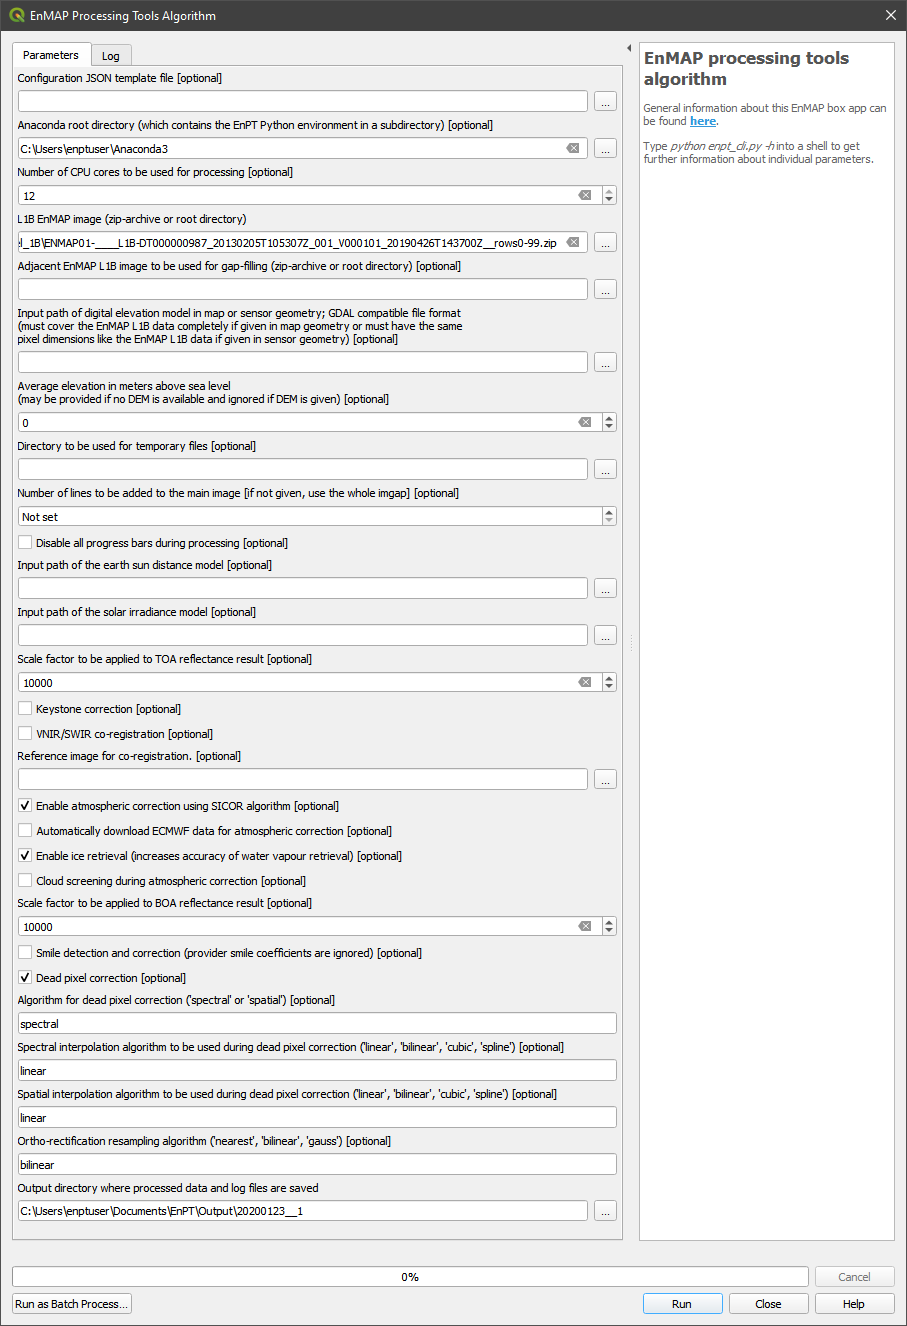 EnMAP Processing Tools Algorithm
Parameters
Log
Configuration JSON template file [optional]
...
Anaconda root directory (which contains the EnPT Python environment in a subdirectory) [optional]
C:\Users\enptuser\Anaconda3
...
Number of CPU cores to be used for processing [optional]
12
L1B EnMAP image (zip-archive or root directory)
el_1B\ENMAP01-____L1B-DT000000987_20130205T105307Z_001_V000101_20190426T143700Z__rows0-99.zip
...
Adjacent EnMAP L1B image to be used for gap-filling (zip-archive or root directory) [optional]
...
Input path of digital elevation model in map or sensor geometry; GDAL compatible file format
(must cover the EnMAP L1B data completely if given in map geometry or must have the same
pixel dimensions like the EnMAP L1B data if given in sensor geometry) [optional]
...
Average elevation in meters above sea level
(may be provided if no DEM is available and ignored if DEM is given) [optional]
0
Directory to be used for temporary files [optional]
...
Number of lines to be added to the main image [if not given, use the whole imgap] [optional]
Not set
Disable all progress bars during processing [optional]
Input path of the earth sun distance model [optional]
...
Input path of the solar irradiance model [optional]
...
Scale factor to be applied to TOA reflectance result [optional]
10000
Keystone correction [optional]
VNIR/SWIR co-registration [optional]
Reference image for co-registration. [optional]
...
Enable atmospheric correction using SICOR algorithm [optional]
Automatically download ECMWF data for atmospheric correction [optional]
Enable ice retrieval (increases accuracy of water vapour retrieval) [optional]
Cloud screening during atmospheric correction [optional]
Scale factor to be applied to BOA reflectance result [optional]
10000
Smile detection and correction (provider smile coefficients are ignored) [optional]
Dead pixel correction [optional]
Algorithm for dead pixel correction ('spectral' or 'spatial') [optional]
spectral
Spectral interpolation algorithm to be used during dead pixel correction ('linear', 'bilinear', 'cubic', 'spline') [optional]
linear
Spatial interpolation algorithm to be used during dead pixel correction ('linear', 'bilinear', 'cubic', 'spline') [optional]
linear
Ortho-rectification resampling algorithm ('nearest', 'bilinear', 'gauss') [optional]
bilinear
Output directory where processed data and log files are saved
C:\Users\enptuser\Documents\EnPT\Output\20200123__1
...
EnMAP processing tools
algorithm
General information about this EnMAP box app can
be found here.
Type python enpt_cli.py -h into a shell to get
further information about individual parameters.
0%
Cancel
Run as Batch Process...
Run
Close
Help